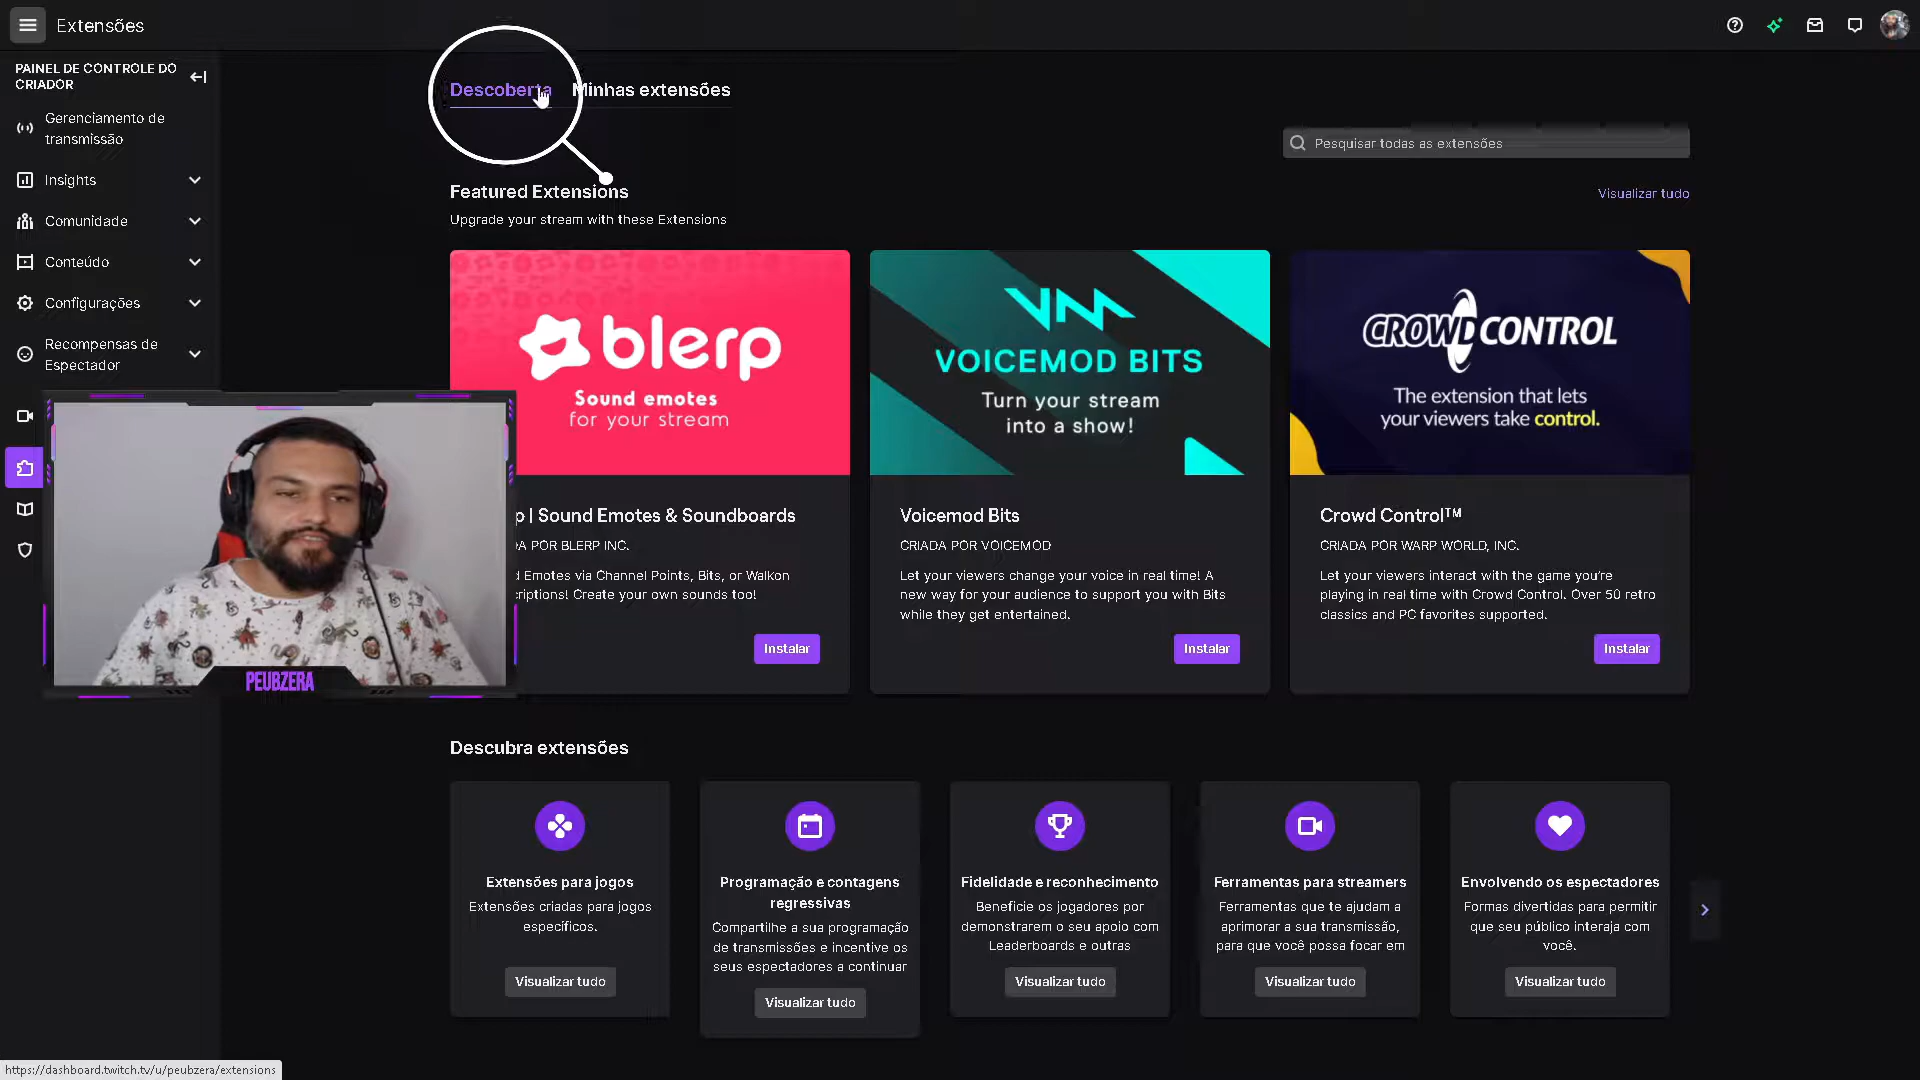 Extensões
PAINEL DE CONTROLE DO
CRIADOR
Gerenciamento de
transmissão
Insights
Comunidade
Conteúdo
Configurações
Recompensas de
Espectador
PEUBZERA
Descoberta
Minhas extensões
Pesquisar todas as extensões
Featured Extensions
Visualizar tudo
Upgrade your stream with these Extensions
blerp
Sound emotes
for your stream
p | Sound Emotes & Soundboards
A POR BLERP INC.
d Emotes via Channel Points, Bits, or Walkon
criptions! Create your own sounds too!
Instalar
VM
VOICEMOD BITS
Turn your stream
into a show!
Voicemod Bits
CRIADA POR VOICEMOD
Let your viewers change your voice in real time! A
new way for your audience to support you with Bits
while they get entertained.
Instalar
CROWD CONTROL
The extension that lets
your viewers take control.
Crowd Control™
CRIADA POR WARP WORLD, INC.
Let your viewers interact with the game you're
playing in real time with Crowd Control. Over 50 retro
classics and PC favorites supported.
Instalar
Descubra extensões
Extensões para jogos
Extensões criadas para jogos
específicos.
Visualizar tudo
Programação e contagens
regressivas
Compartilhe a sua programação
de transmissões e incentive os
seus espectadores a continuar
Visualizar tudo
Fidelidade e reconhecimento
Beneficie os jogadores por
demonstrarem o seu apoio com
Leaderboards e outras
Visualizar tudo
Ferramentas para streamers
Ferramentas que te ajudam a
aprimorar a sua transmissão,
para que você possa focar em
Visualizar tudo
Envolvendo os espectadores
Formas divertidas para permitir
que seu público interaja com
você.
Visualizar tudo
https://dashboard.twitch.tv/u/peubzera/extensions